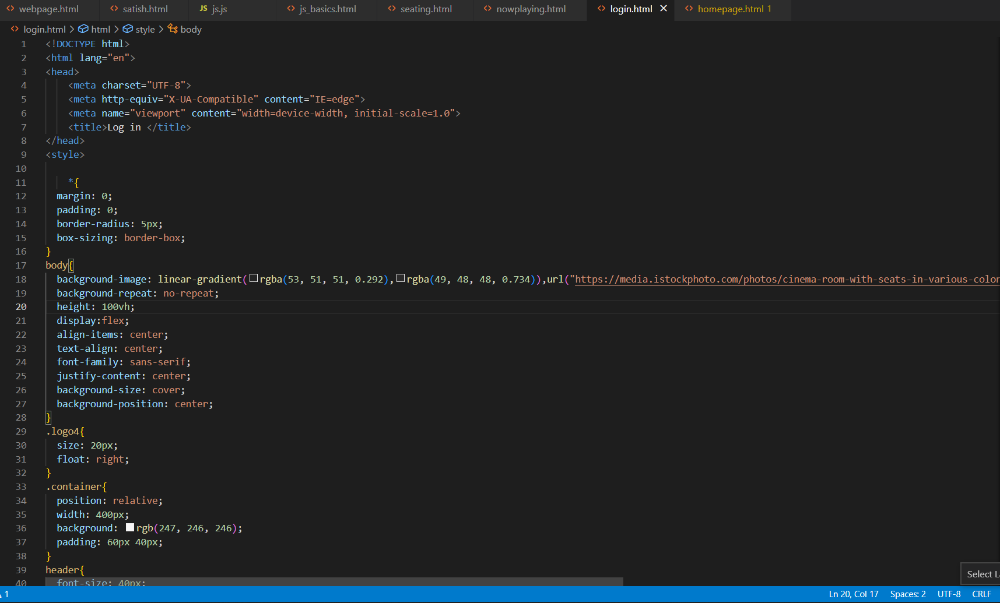 webpage.html satish.html JS js.js js_basics.html seating.html nowplaying.html login.html homepage.html 1
login.html > html > style > body
1 <!DOCTYPE html>
2 <html lang="en">
3 <head>
4 <meta charset="UTF-8">
5 <meta http-equiv="X-UA-Compatible" content="IE=edge">
6 <meta name="viewport" content="width=device-width, initial-scale=1.0">
7 <title>Log in </title>
8 </head>
9 <style>
10
11 *{
12 margin: 0;
13 padding: 0;
14 border-radius: 5px;
15 box-sizing: border-box;
16 }
17 body{
18 background-image: linear-gradient(rgba(53, 51, 51, 0.292),rgba(49, 48, 48, 0.734)),url("https://media.istockphoto.com/photos/cinema-room-with-seats-in-various-color
19 background-repeat: no-repeat;
20 height: 100vh;
21 display:flex;
22 align-items: center;
23 text-align: center;
24 font-family: sans-serif;
25 justify-content: center;
26 background-size: cover;
27 background-position: center;
28 }
29 .logo4{
30 size: 20px;
31 float: right;
32 }
33 .container{
34 position: relative;
35 width: 400px;
36 background: rgb(247, 246, 246);
37 padding: 60px 40px;
38 }
39 header{
40 font-size: 40px;
Select L
1 Ln 20, Col 17 Spaces: 2 UTF-8 CRLF